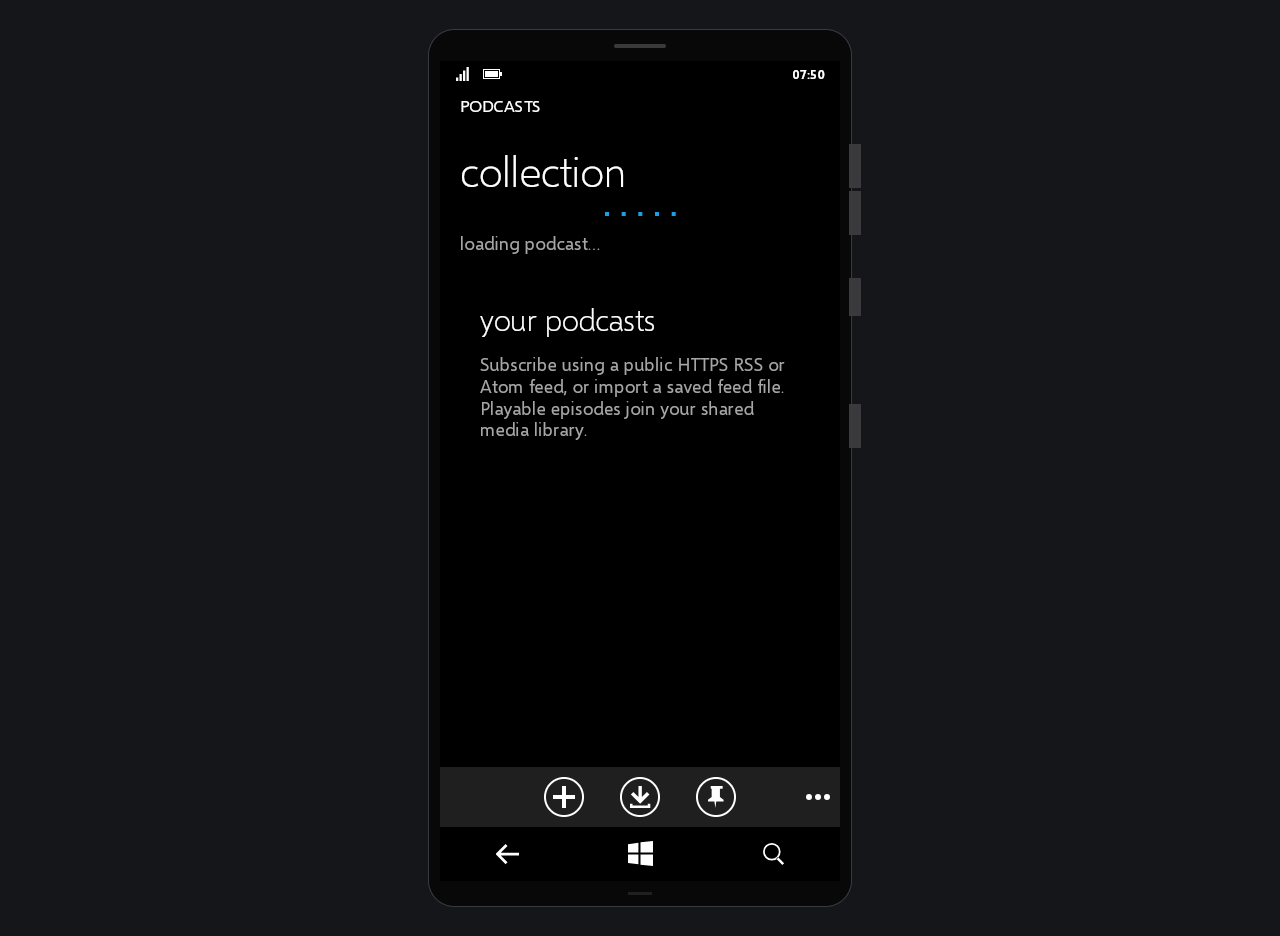 07:50
PODCASTS
collection
loading podcast...
your podcasts
Subscribe using a public HTTPS RSS or
Atom feed, or import a saved feed file.
Playable episodes join your shared
media library.